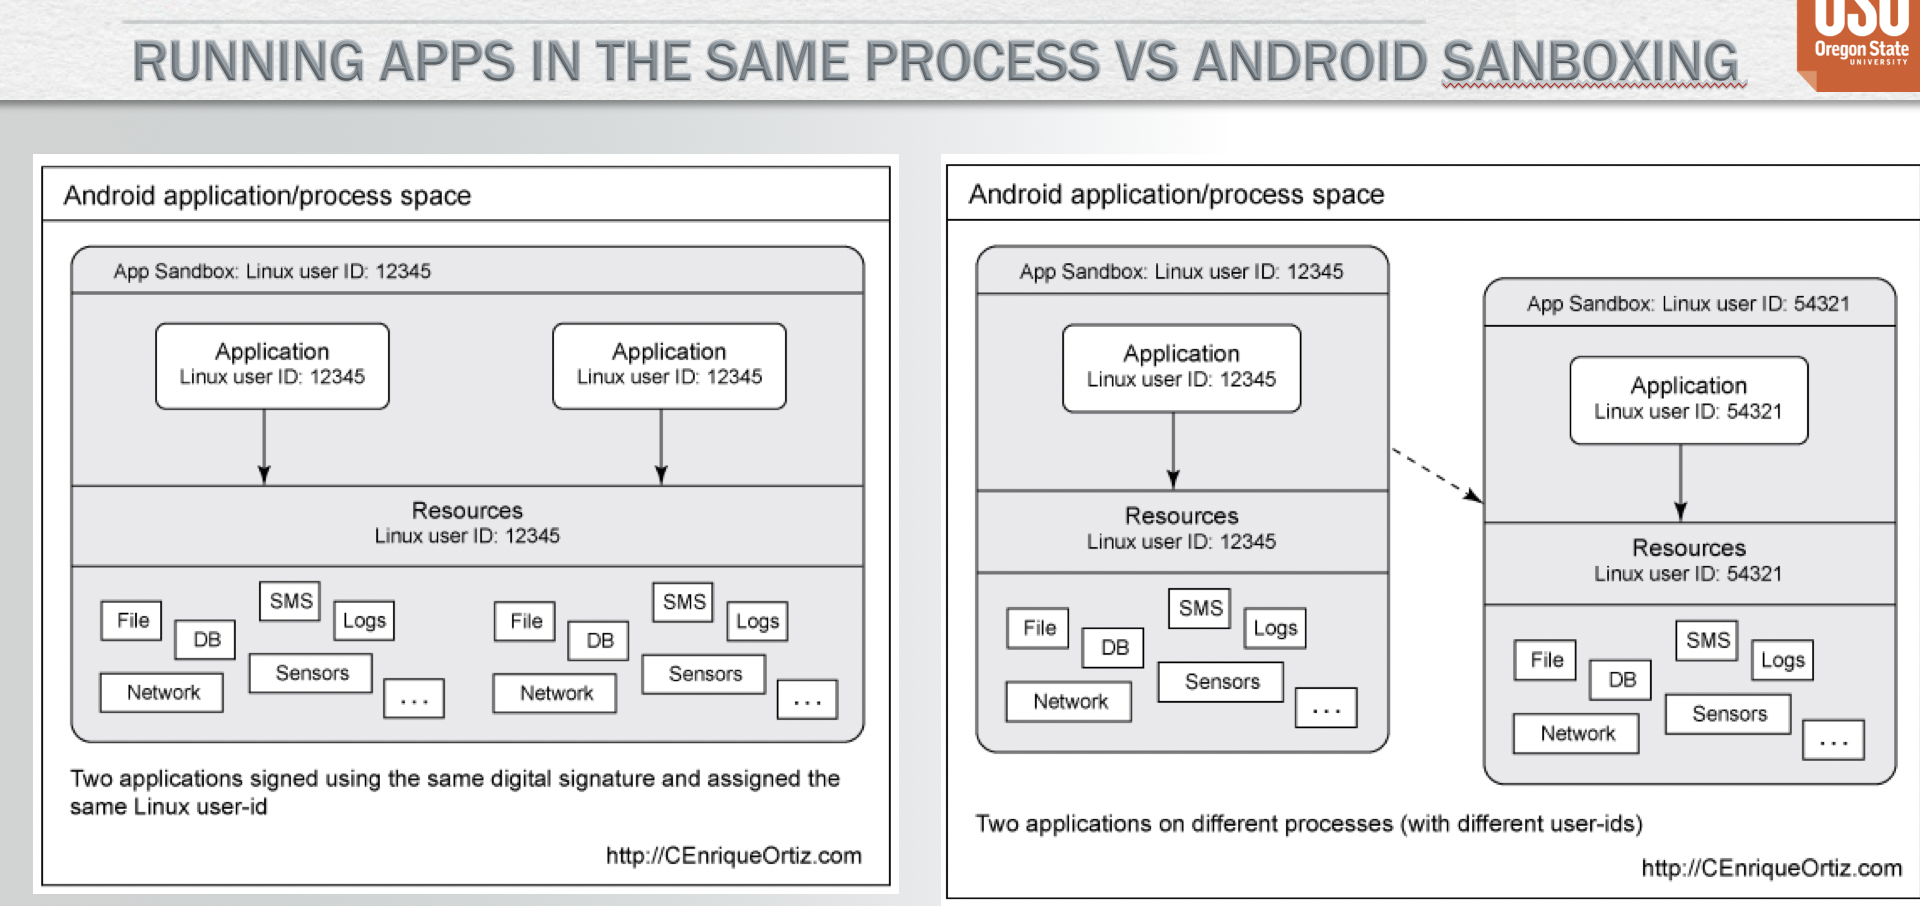 RUNNING APPS IN THE SAME PROCESS VS ANDROID SANBOXING
OSU
Oregon State
UNIVERSITY
Android application/process space
App Sandbox: Linux user ID: 12345
Application
Linux user ID: 12345
Application
Linux user ID: 12345
Resources
Linux user ID: 12345
File
DB
SMS
Logs
Sensors
Network
...
File
DB
SMS
Logs
Sensors
Network
...
Two applications signed using the same digital signature and assigned the
same Linux user-id
http://CEnriqueOrtiz.com
Android application/process space
App Sandbox: Linux user ID: 12345
Application
Linux user ID: 12345
Resources
Linux user ID: 12345
File
DB
SMS
Logs
Sensors
Network
...
App Sandbox: Linux user ID: 54321
Application
Linux user ID: 54321
Resources
Linux user ID: 54321
File
DB
SMS
Logs
Sensors
Network
...
Two applications on different processes (with different user-ids)
http://CEnriqueOrtiz.com